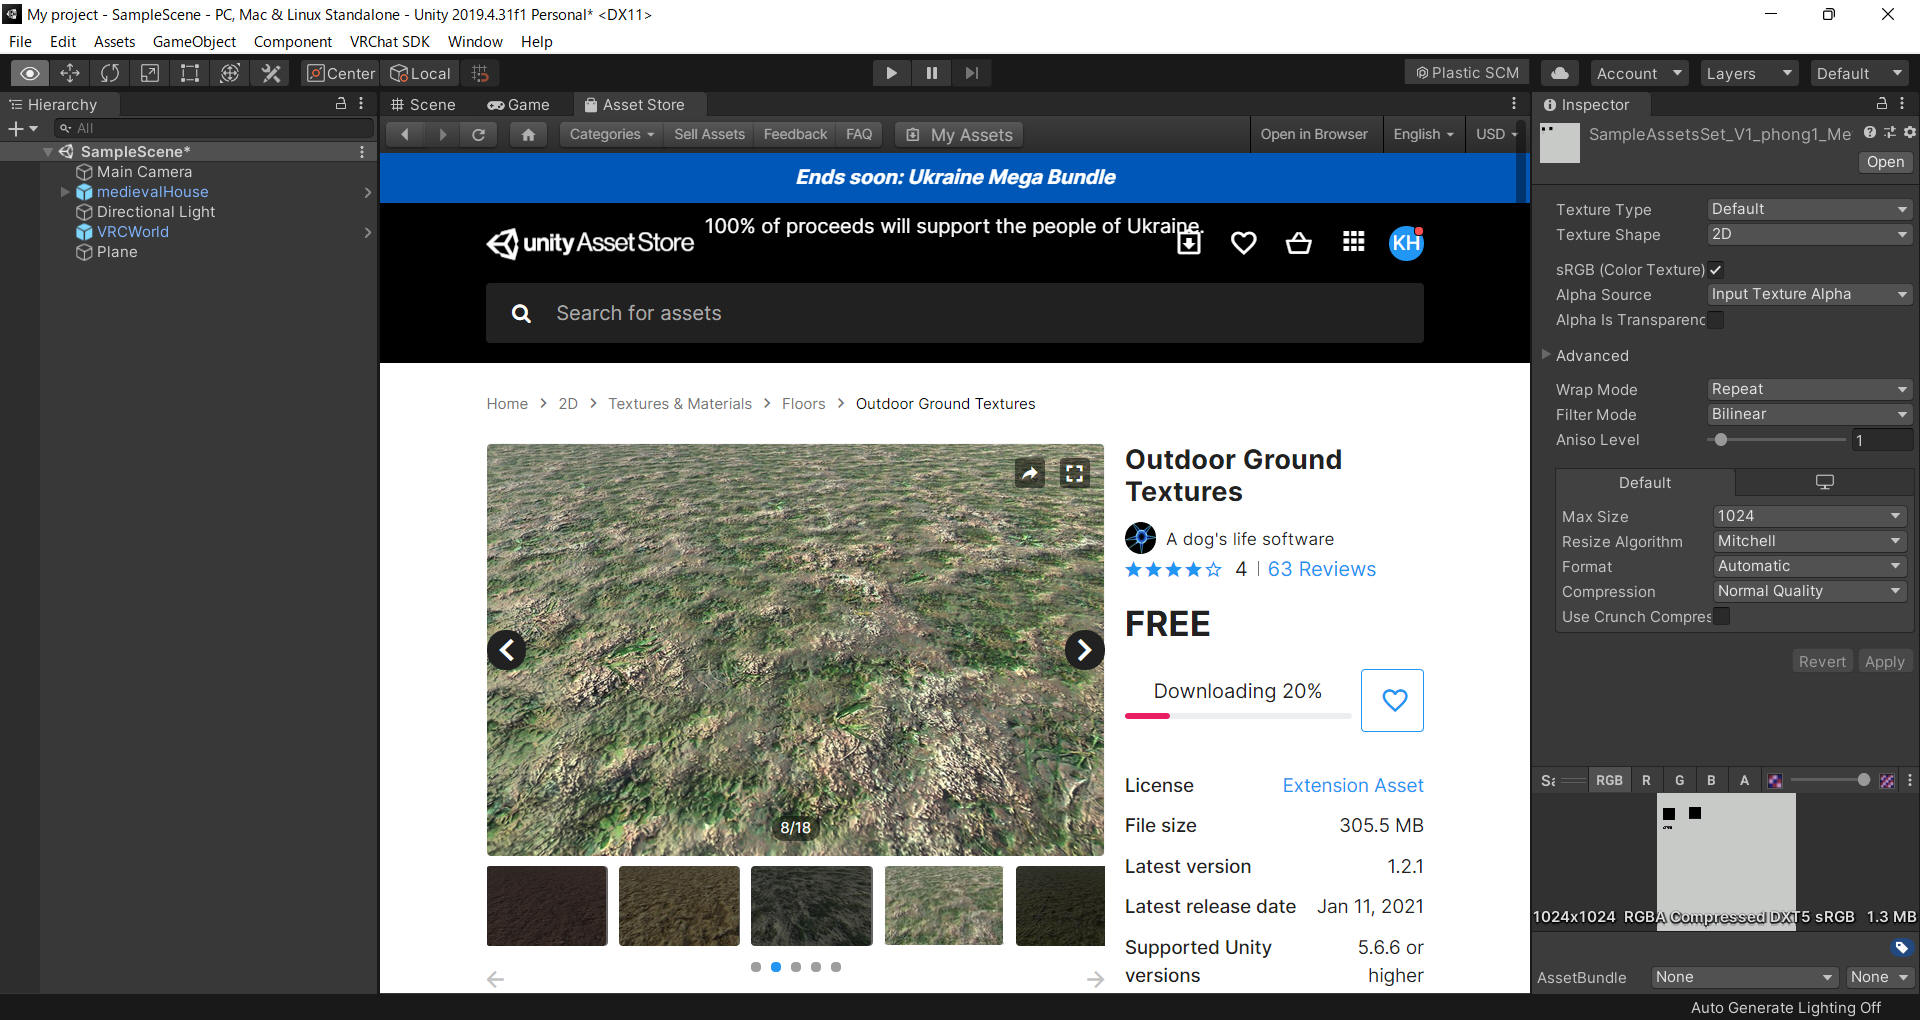 My project - SampleScene - PC, Mac & Linux Standalone - Unity 2019.4.31f1 Personal* <DX11>
File Edit Assets GameObject Component VRChat SDK Window Help
Center Local Plastic SCM Account Layers Default
Hierarchy
All
SampleScene*
Main Camera
medievalHouse
Directional Light
VRCWorld
Plane
Scene Game Asset Store
Categories Sell Assets Feedback FAQ My Assets Open in Browser English USD
Ends soon: Ukraine Mega Bundle
100% of proceeds will support the people of Ukraine.
unity Asset Store
KH
Search for assets
Home > 2D > Textures & Materials > Floors > Outdoor Ground Textures
8/18
Outdoor Ground
Textures
A dog's life software
4 | 63 Reviews
FREE
Downloading 20%
License Extension Asset
File size 305.5 MB
Latest version 1.2.1
Latest release date Jan 11, 2021
Supported Unity 5.6.6 or
versions higher
Inspector
SampleAssetsSet_V1_phong1_Me
Open
Texture Type Default
Texture Shape 2D
sRGB (Color Texture)
Alpha Source Input Texture Alpha
Alpha Is Transparenc
Advanced
Wrap Mode Repeat
Filter Mode Bilinear
Aniso Level 1
Default
Max Size 1024
Resize Algorithm Mitchell
Format Automatic
Compression Normal Quality
Use Crunch Compres
Revert Apply
RGB R G B A
1024x1024 RGBA Compressed DXT5 sRGB 1.3 MB
AssetBundle None None
Auto Generate Lighting Off